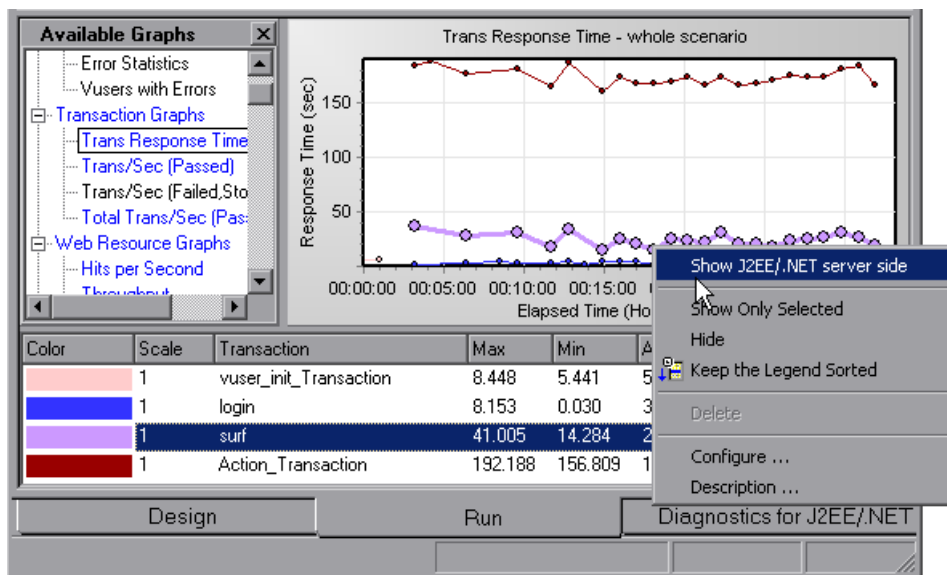 Available Graphs
Error Statistics
Vusers with Errors
Transaction Graphs
Trans Response Time
Trans/Sec (Passed)
Trans/Sec (Failed,Sto
Total Trans/Sec (Pas
Web Resource Graphs
Hits per Second
Throughput
Trans Response Time - whole scenario
Response Time (sec)
150
100
50
00:00:00 00:05:00 00:10:00 00:15:00
Elapsed Time (Ho
Show J2EE/.NET server side
Show Only Selected
Hide
Keep the Legend Sorted
Delete
Configure ...
Description ...
Color Scale Transaction Max Min A
1 vuser_init_Transaction 8.448 5.441 5
1 login 8.153 0.030 3
1 surf 41.005 14.284 2
1 Action_Transaction 192.188 156.809 1
Design Run Diagnostics for J2EE/.NET